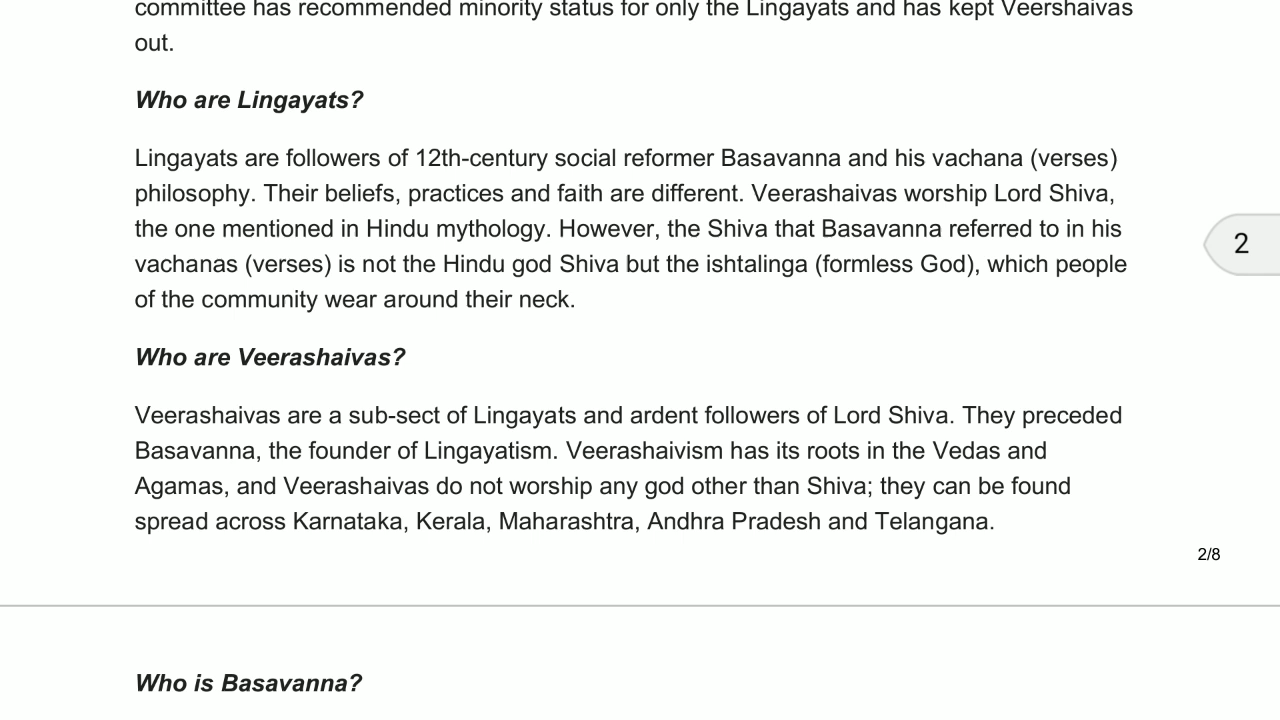 committee has recommended minority status for only the Lingayats and has kept Veershaivas
out.
Who are Lingayats?
Lingayats are followers of 12th-century social reformer Basavanna and his vachana (verses)
philosophy. Their beliefs, practices and faith are different. Veerashaivas worship Lord Shiva,
the one mentioned in Hindu mythology. However, the Shiva that Basavanna referred to in his
vachanas (verses) is not the Hindu god Shiva but the ishtalinga (formless God), which people
of the community wear around their neck.
2
Who are Veerashaivas?
Veerashaivas are a sub-sect of Lingayats and ardent followers of Lord Shiva. They preceded
Basavanna, the founder of Lingayatism. Veerashaivism has its roots in the Vedas and
Agamas, and Veerashaivas do not worship any god other than Shiva; they can be found
spread across Karnataka, Kerala, Maharashtra, Andhra Pradesh and Telangana.
2/8
Who is Basavanna?